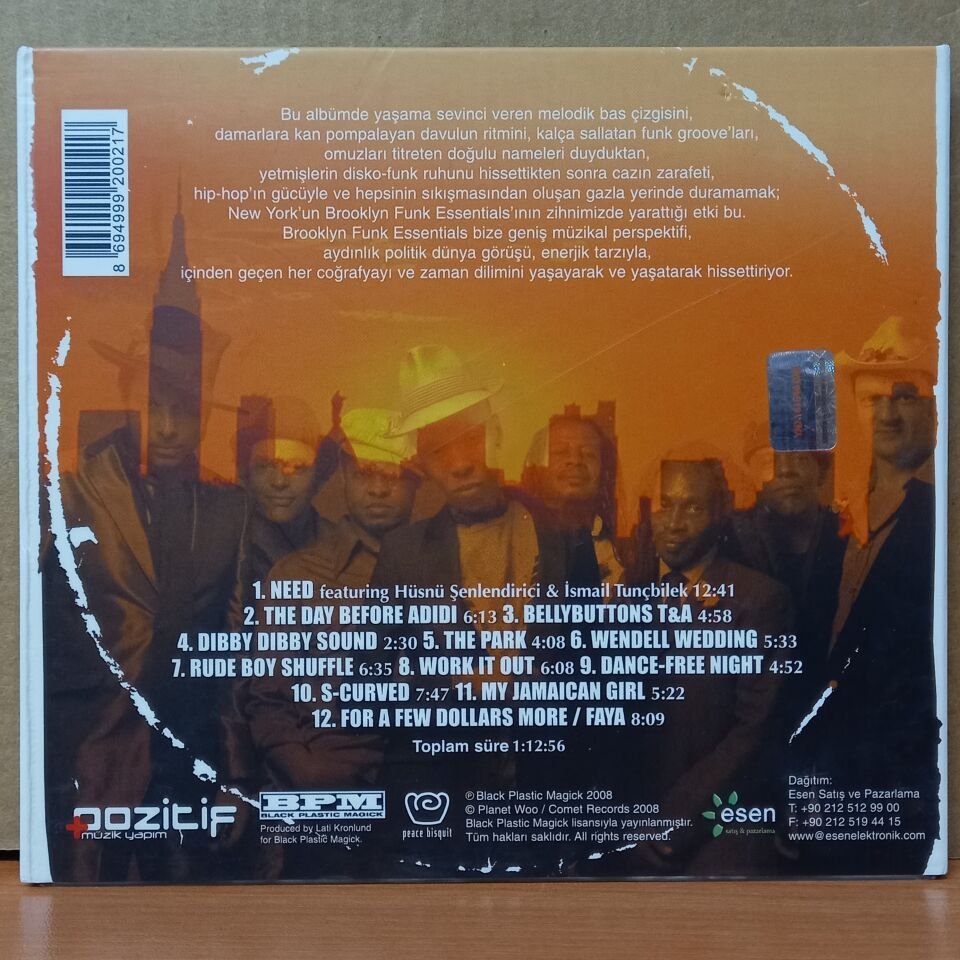 Bu albümde yaşama sevinci veren melodik bas çizgisini,
damarlara kan pompalayan davulun ritmini, kalça sallatan funk groove'ları,
omuzları titreten doğulu nameleri duyduktan,
yetmişlerin disko-funk ruhunu hissettikten sonra cazın zarafeti,
hip-hop'ın gücüyle ve hepsinin sıkışmasından oluşan gazla yerinde duramamak;
New York'un Brooklyn Funk Essentials'ının zihnimizde yarattığı etki bu.
Brooklyn Funk Essentials bize geniş müzikal perspektifi,
aydınlık politik dünya görüşü, enerjik tarzıyla,
içinden geçen her coğrafyayı ve zaman dilimini yaşayarak ve yaşatarak hissettiriyor.
8 694999 200217
1. NEED featuring Hüsnü Şenlendirici & İsmail Tunçbilek 12:41
2. THE DAY BEFORE ADIDI 6:13 3. BELLYBUTTONS T&A 4:58
4. DIBBY DIBBY SOUND 2:30 5. THE PARK 4:08 6. WENDELL WEDDING 5:33
7. RUDE BOY SHUFFLE 6:35 8. WORK IT OUT 6:08 9. DANCE-FREE NIGHT 4:52
10. S-CURVED 7:47 11. MY JAMAICAN GIRL 5:22
12. FOR A FEW DOLLARS MORE / FAYA 8:09
Toplam süre 1:12:56
pozitif
müzik yapım
BPM
BLACK PLASTIC MAGICK
Produced by Lati Kronlund
for Black Plastic Magick.
peace bisquit
℗ Black Plastic Magick 2008
© Planet Woo / Comet Records 2008
Black Plastic Magick lisansıyla yayınlanmıştır.
Tüm hakları saklıdır. All rights reserved.
esen
satış & pazarlama
Dağıtım:
Esen Satış ve Pazarlama
T: +90 212 512 99 00
F: +90 212 519 44 15
www@esenelektronik.com